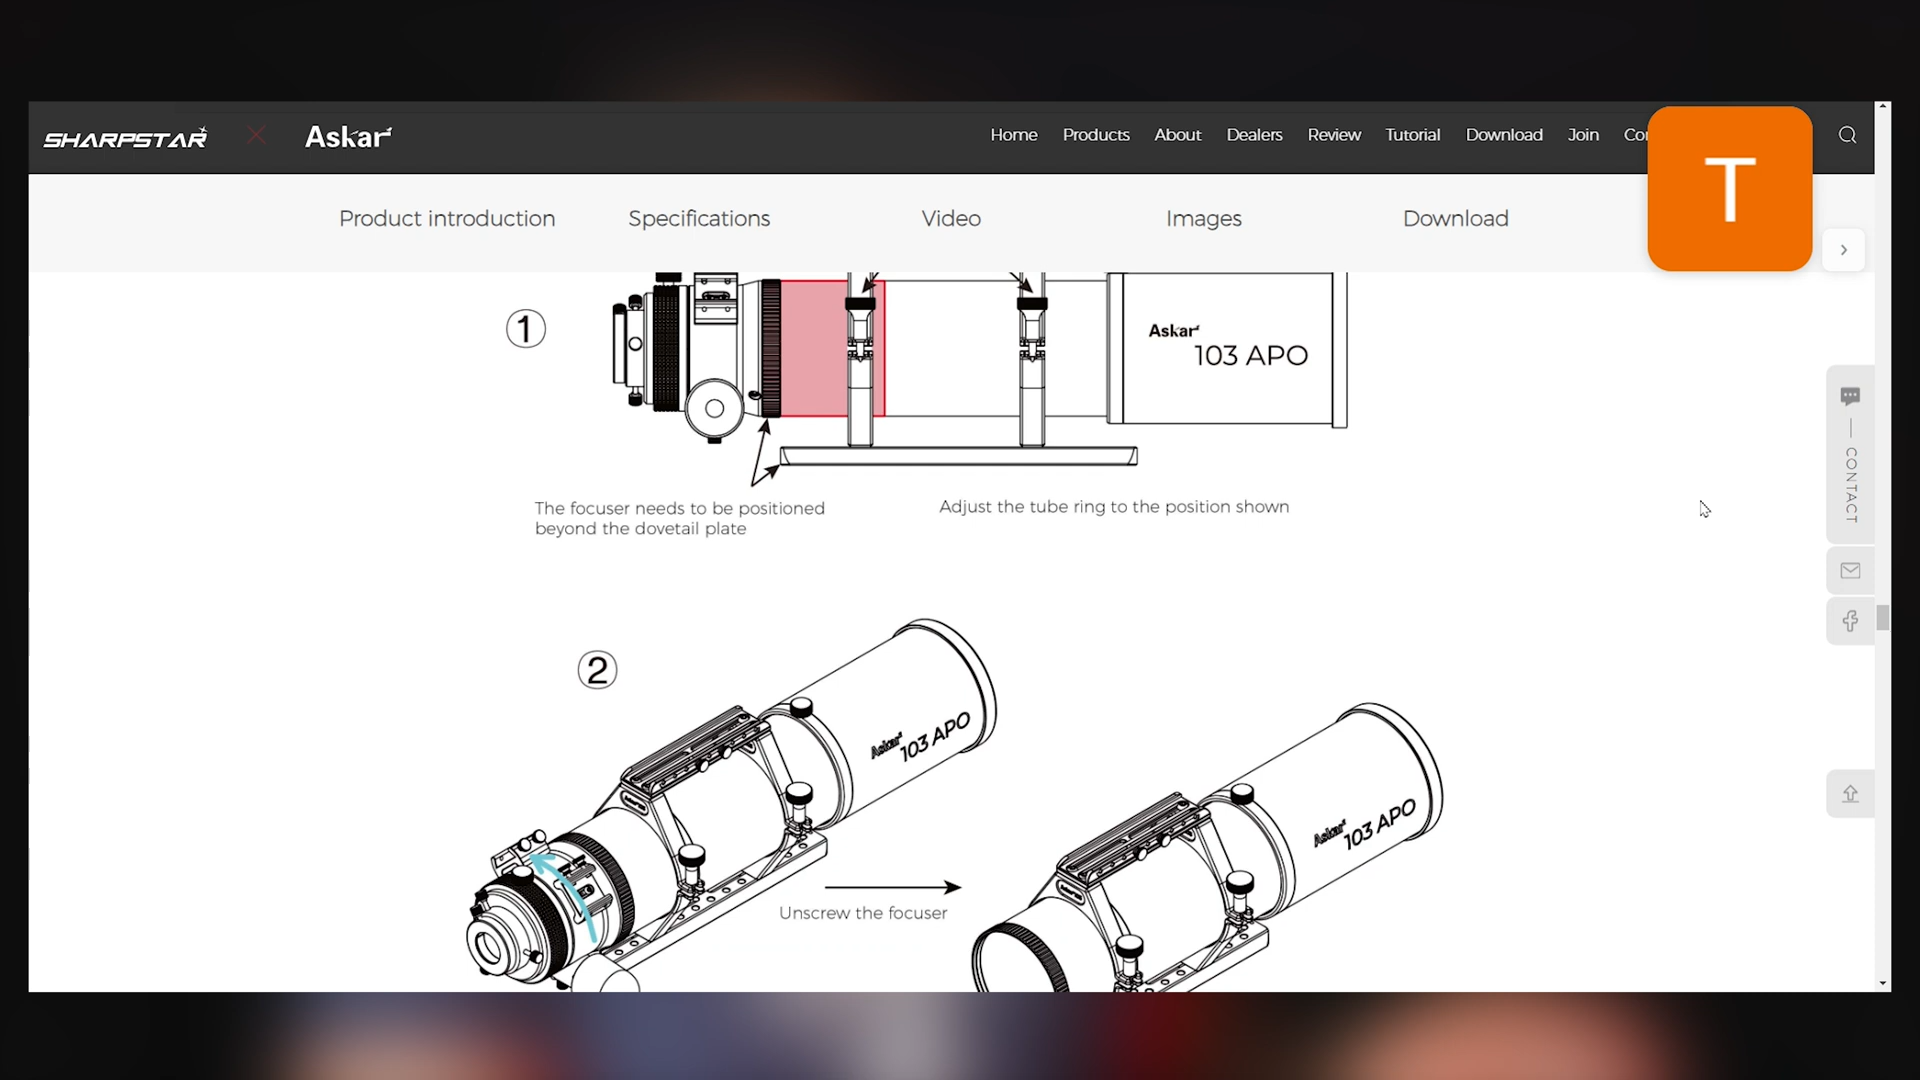 SHARPSTAR
Askar
Home Products About Dealers Review Tutorial Download Join
T
Product introduction Specifications Video Images Download
1
Askar
103 APO
CONTACT
The focuser needs to be positioned
beyond the dovetail plate
Adjust the tube ring to the position shown
2
Askar 103 APO
Askar 103 APO
Unscrew the focuser